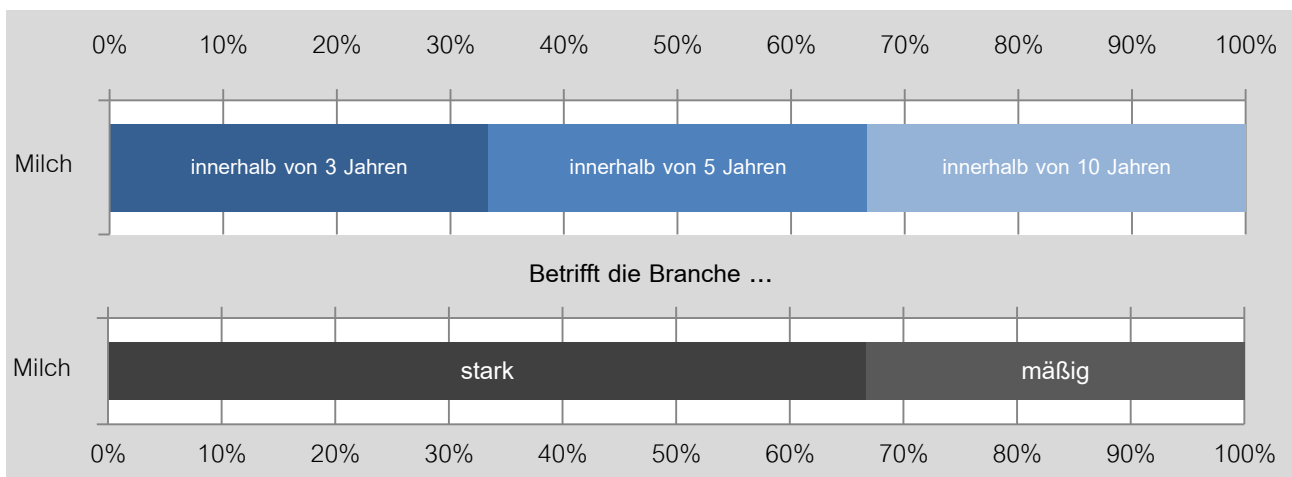 0% 10% 20% 30% 40% 50% 60% 70% 80% 90% 100%
Milch innerhalb von 3 Jahren innerhalb von 5 Jahren innerhalb von 10 Jahren
Betrifft die Branche ...
Milch stark mäßig
0% 10% 20% 30% 40% 50% 60% 70% 80% 90% 100%